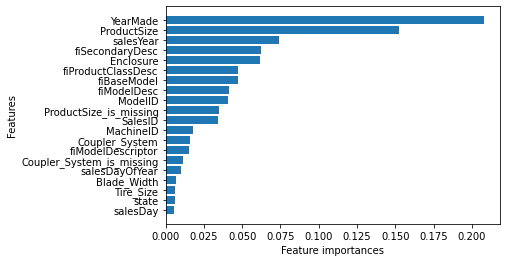 YearMade
ProductSize
salesYear
fiSecondaryDesc
Enclosure
fiProductClassDesc
fiBaseModel
fiModelDesc
ModelID
ProductSize_is_missing
SalesID
MachineID
Coupler_System
fiModelDescriptor
Coupler_System_is_missing
salesDayOfYear
Blade_Width
Tire_Size
state
salesDay
Features
0.000 0.025 0.050 0.075 0.100 0.125 0.150 0.175 0.200
Feature importances